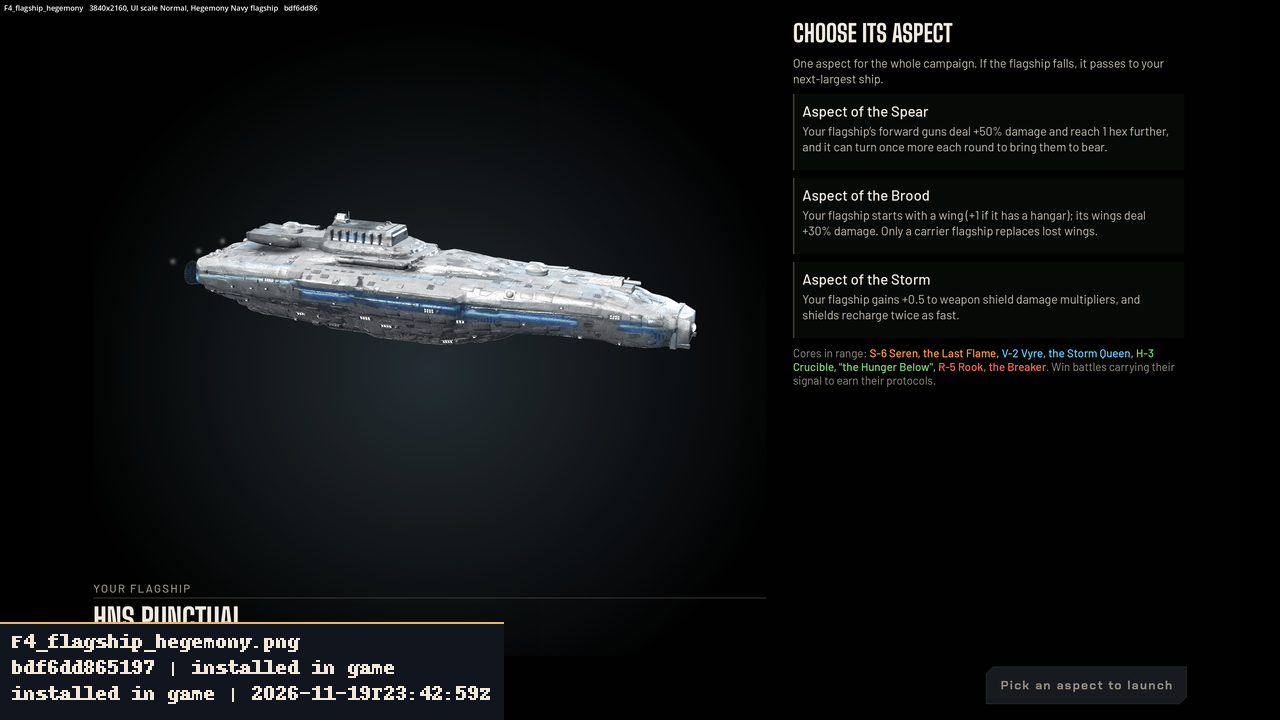 F4_flagship_hegemony 3840x2160, UI scale Normal, Hegemony Navy flagship bdf6dd86
CHOOSE ITS ASPECT
One aspect for the whole campaign. If the flagship falls, it passes to your
next-largest ship.
Aspect of the Spear
Your flagship's forward guns deal +50% damage and reach 1 hex further,
and it can turn once more each round to bring them to bear.
Aspect of the Brood
Your flagship starts with a wing (+1 if it has a hangar); its wings deal
+30% damage. Only a carrier flagship replaces lost wings.
Aspect of the Storm
Your flagship gains +0.5 to weapon shield damage multipliers, and
shields recharge twice as fast.
Cores in range: S-6 Seren, the Last Flame, V-2 Vyre, the Storm Queen, H-3
Crucible, "the Hunger Below", R-5 Rook, the Breaker. Win battles carrying their
signal to earn their protocols.
YOUR FLAGSHIP
HNS PUNCTUAL
F4_flagship_hegemony.png
bdf6dd865197 | installed in game
installed in game | 2026-11-19T23:42:59Z
Pick an aspect to launch